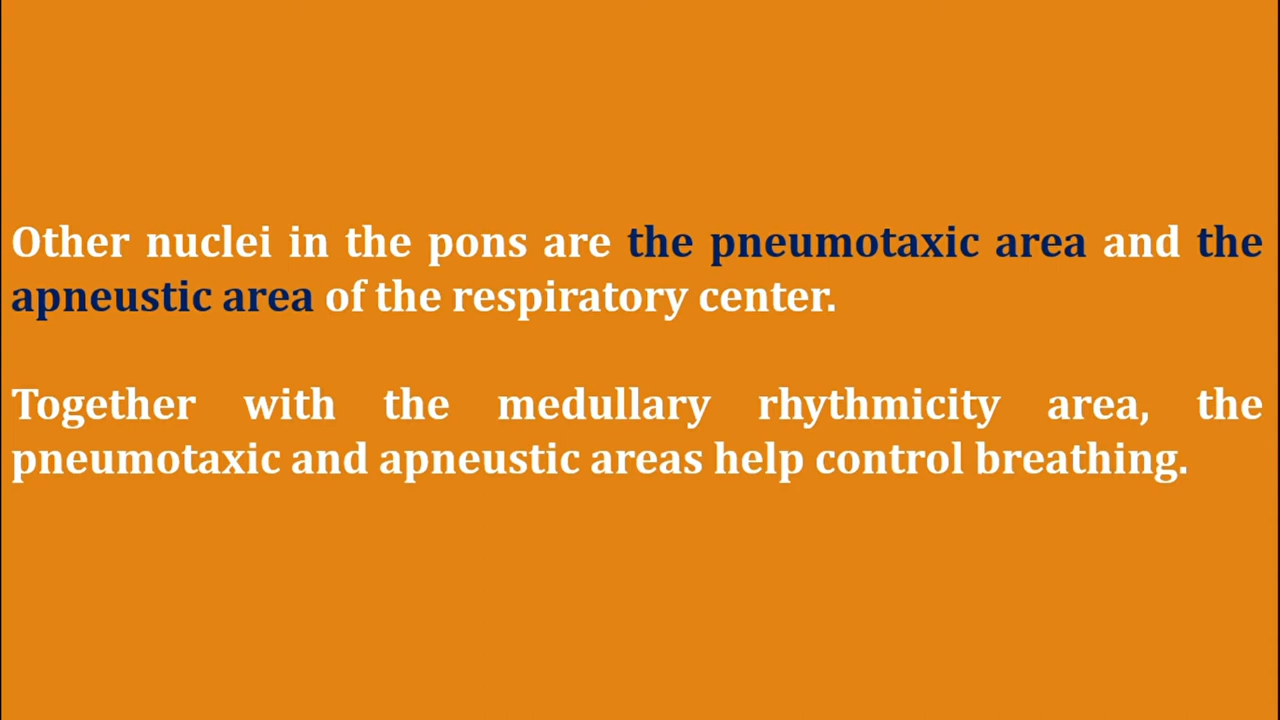 Other nuclei in the pons are the pneumotaxic area and the
apneustic area of the respiratory center.
Together with the medullary rhythmicity area, the
pneumotaxic and apneustic areas help control breathing.